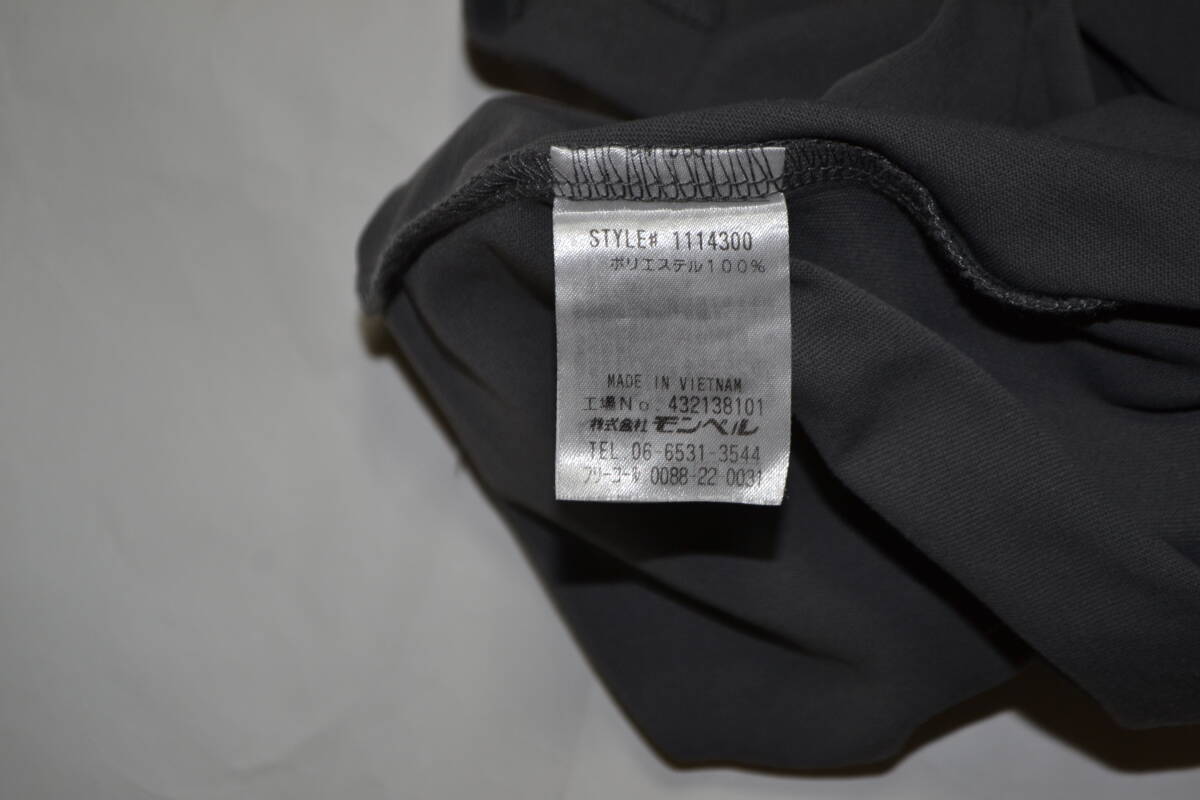 STYLE# 1114300
ポリエステル100%
MADE IN VIETNAM
工場No. 432138101
株式会社 モンベル
TEL 06-6531-3544
フリーコール 0088-22 0031